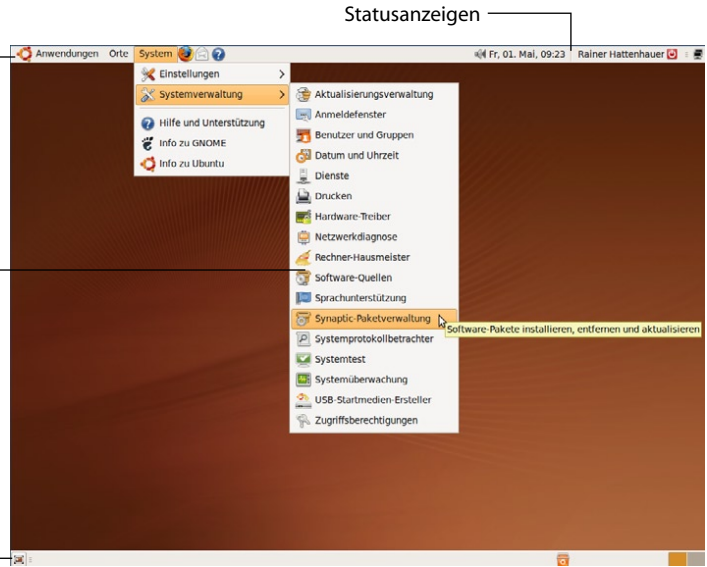 Statusanzeigen
Anwendungen Orte System Fr, 01. Mai, 09:23 Rainer Hattenhauer
Einstellungen
Systemverwaltung
Hilfe und Unterstützung
Info zu GNOME
Info zu Ubuntu
Aktualisierungsverwaltung
Anmeldefenster
Benutzer und Gruppen
Datum und Uhrzeit
Dienste
Drucken
Hardware-Treiber
Netzwerkdiagnose
Rechner-Hausmeister
Software-Quellen
Sprachunterstützung
Synaptic-Paketverwaltung
Software-Pakete installieren, entfernen und aktualisieren
Systemprotokollbetrachter
Systemtest
Systemüberwachung
USB-Startmedien-Ersteller
Zugriffsberechtigungen